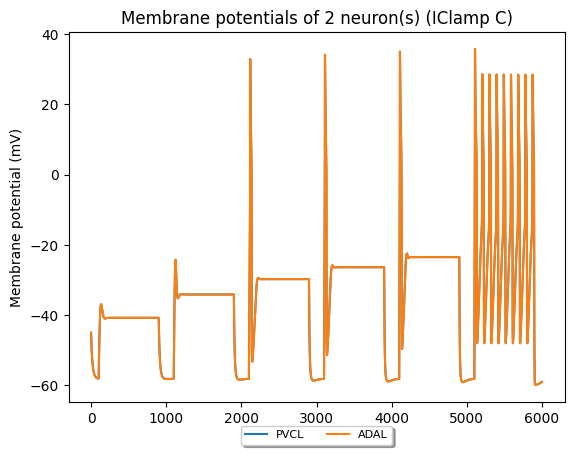 Membrane potentials of 2 neuron(s) (IClamp C)
Membrane potential (mV)
40
20
0
−20
−40
−60
0 1000 2000 3000 4000 5000 6000
PVCL ADAL